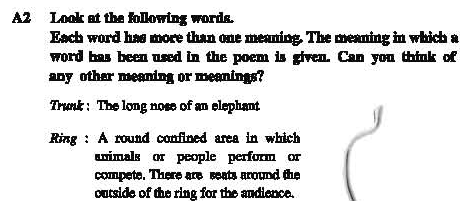 A2 Look at the following words.
Each word has more than one meaning. The meaning in which a
word has been used in the poem is given. Can you think of
any other meaning or meanings?
Trunk : The long nose of an elephant
Ring : A round confined area in which
animals or people perform or
compete. There are seats around the
outside of the ring for the audience.